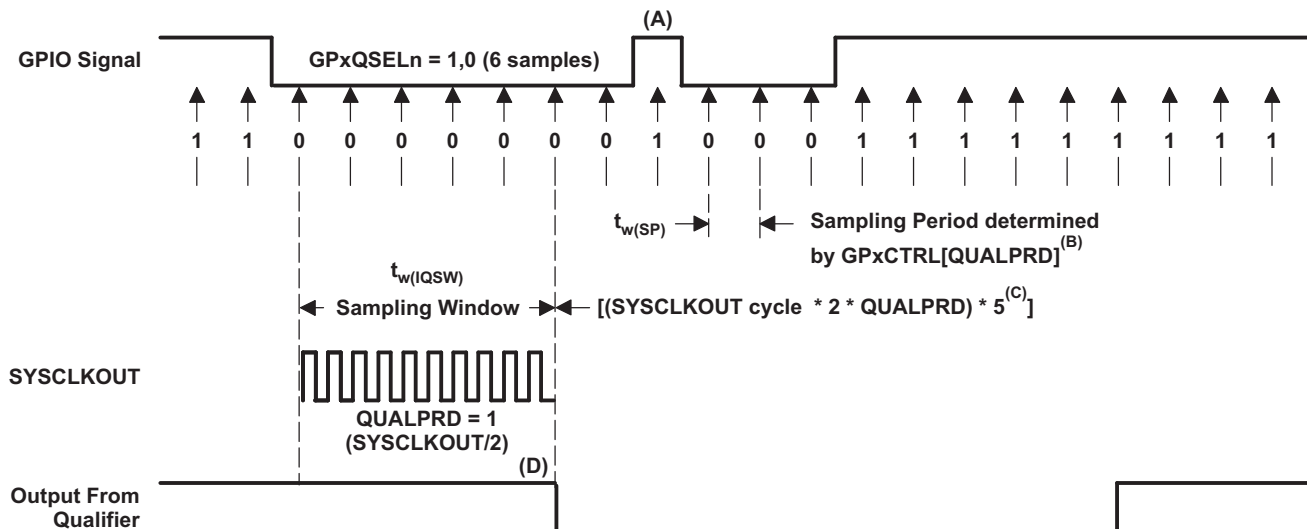 (A)
GPIO Signal
GPxQSELn = 1,0 (6 samples)
1 1 0 0 0 0 0 0 0 1 0 0 0 1 1 1 1 1 1 1 1 1
tw(SP)
Sampling Period determined
by GPxCTRL[QUALPRD](B)
tw(IQSW)
Sampling Window
[(SYSCLKOUT cycle * 2 * QUALPRD) * 5(C)]
SYSCLKOUT
QUALPRD = 1
(SYSCLKOUT/2)
(D)
Output From
Qualifier